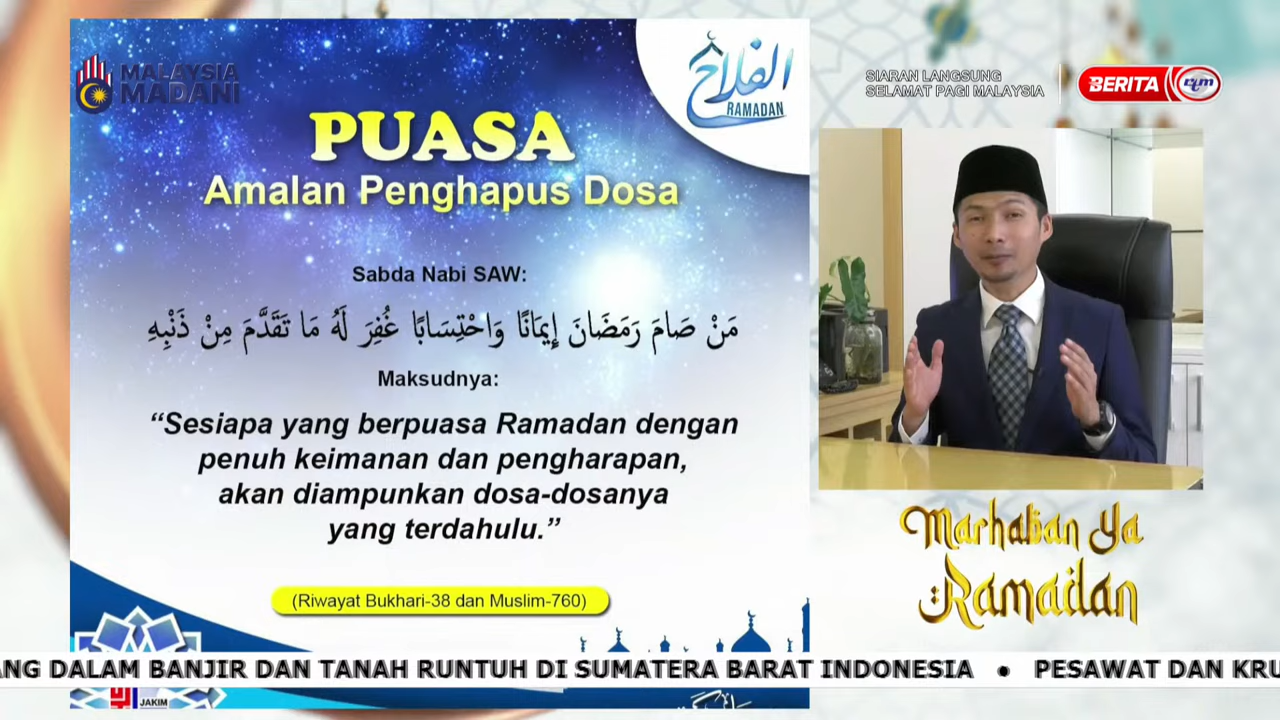 MALAYSIA
MADANI
الفلاح
RAMADAN
PUASA
Amalan Penghapus Dosa
Sabda Nabi SAW:
مَنْ صَامَ رَمَضَانَ إِيمَانًا وَاحْتِسَابًا غُفِرَ لَهُ مَا تَقَدَّمَ مِنْ ذَنْبِهِ
Maksudnya:
“Sesiapa yang berpuasa Ramadan dengan
penuh keimanan dan pengharapan,
akan diampunkan dosa-dosanya
yang terdahulu.”
(Riwayat Bukhari-38 dan Muslim-760)
JAKIM
SIARAN LANGSUNG
SELAMAT PAGI MALAYSIA
BERITA rtm
Marhaban Ya
Ramadan
ANG DALAM BANJIR DAN TANAH RUNTUH DI SUMATERA BARAT INDONESIA • PESAWAT DAN KRU